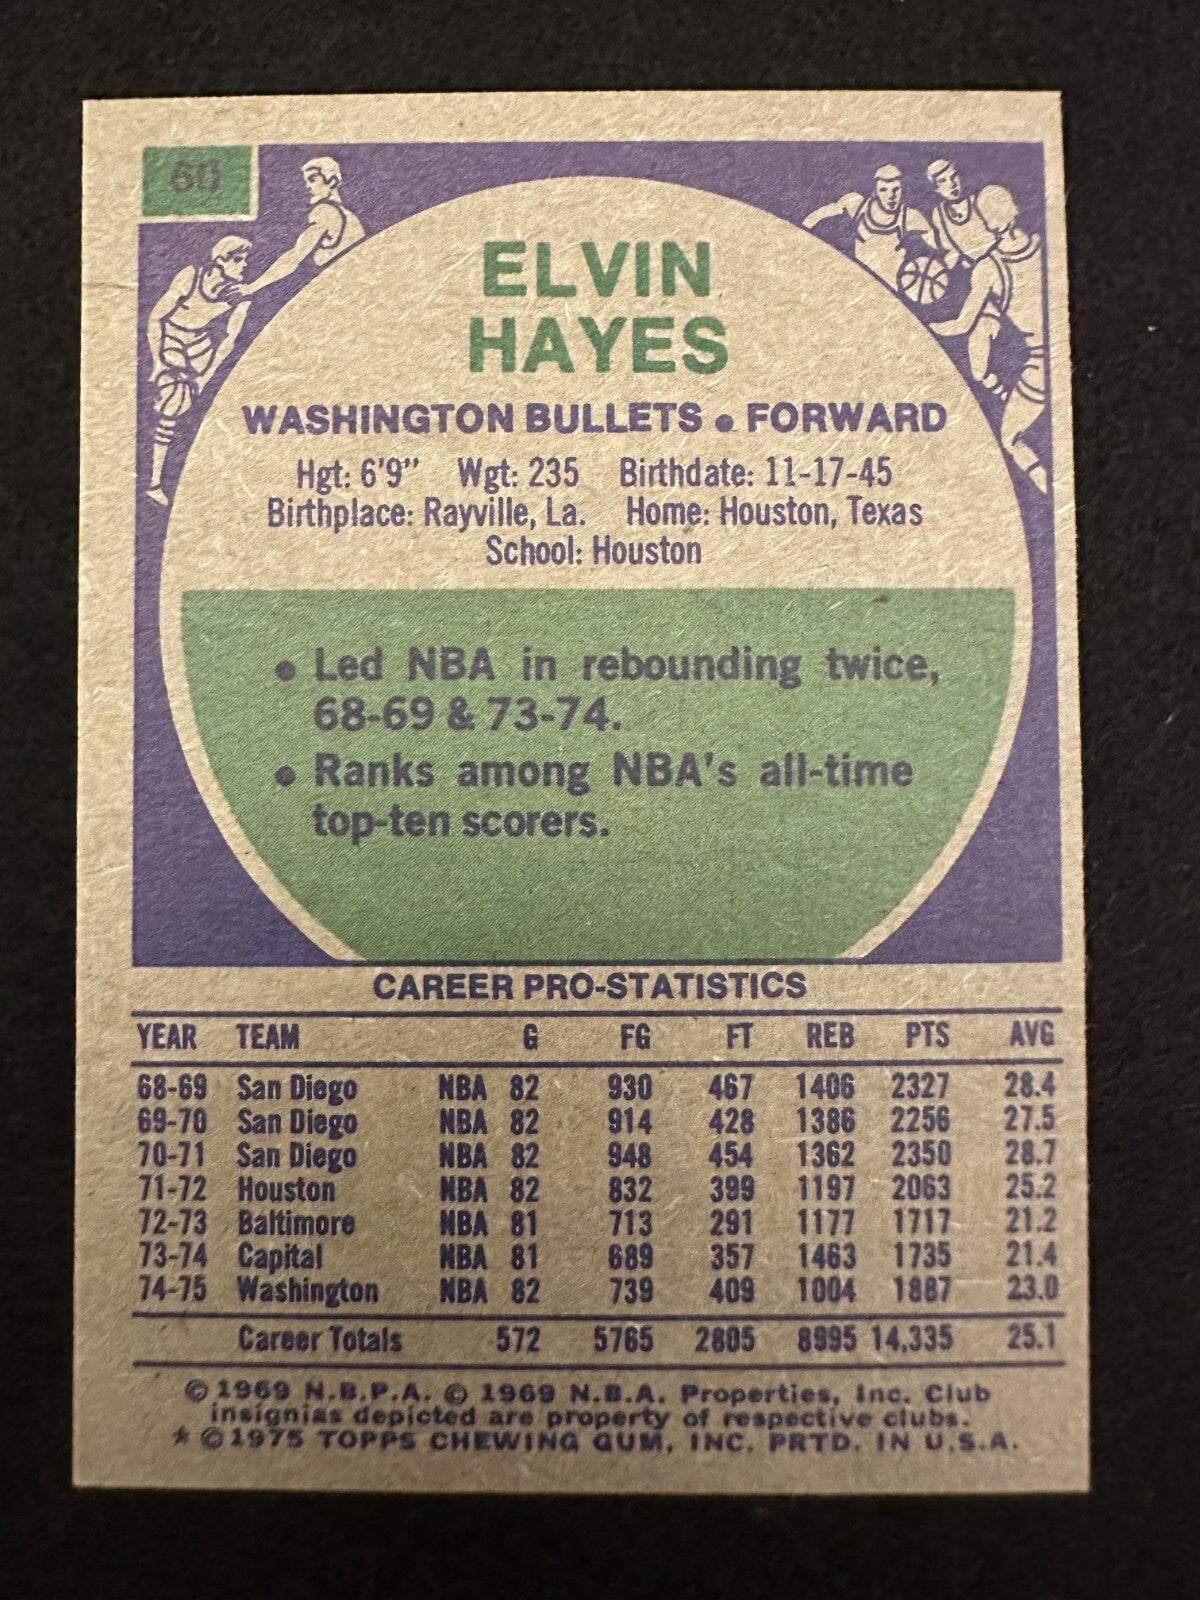 60
ELVIN
HAYES
WASHINGTON BULLETS • FORWARD
Hgt: 6'9" Wgt: 235 Birthdate: 11-17-45
Birthplace: Rayville, La. Home: Houston, Texas
School: Houston
• Led NBA in rebounding twice,
68-69 & 73-74.
• Ranks among NBA's all-time
top-ten scorers.
CAREER PRO-STATISTICS
YEAR TEAM G FG FT REB PTS AVG
68-69 San Diego NBA 82 930 467 1406 2327 28.4
69-70 San Diego NBA 82 914 428 1386 2256 27.5
70-71 San Diego NBA 82 948 454 1362 2350 28.7
71-72 Houston NBA 82 832 399 1197 2063 25.2
72-73 Baltimore NBA 81 713 291 1177 1717 21.2
73-74 Capital NBA 81 689 357 1463 1735 21.4
74-75 Washington NBA 82 739 409 1004 1887 23.0
Career Totals 572 5765 2805 8995 14,335 25.1
© 1969 N.B.P.A. © 1969 N.B.A. Properties, Inc. Club
insignias depicted are property of respective clubs.
* © 1975 TOPPS CHEWING GUM, INC. PRTD. IN U.S.A.